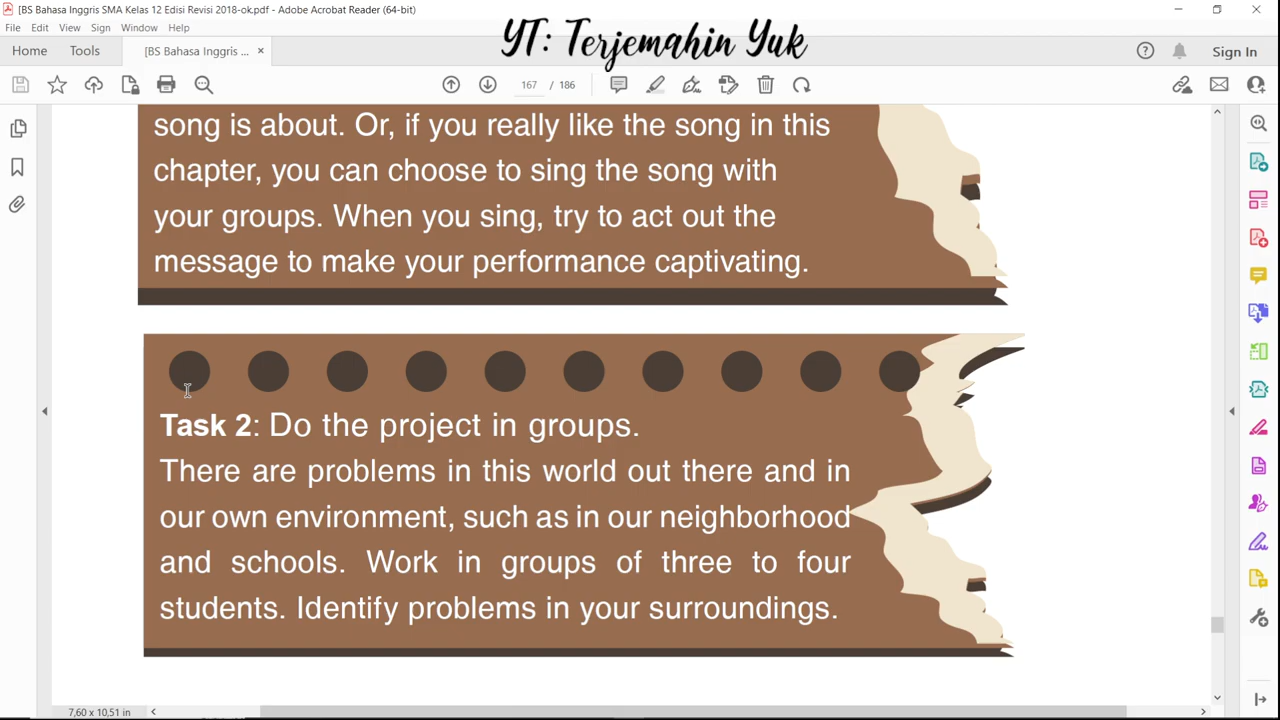 [BS Bahasa Inggris SMA Kelas 12 Edisi Revisi 2018-ok.pdf - Adobe Acrobat Reader (64-bit)
File Edit View Sign Window Help
YT: Terjemahin Yuk
Home Tools [BS Bahasa Inggris ... × Sign In
167 / 186
song is about. Or, if you really like the song in this
chapter, you can choose to sing the song with
your groups. When you sing, try to act out the
message to make your performance captivating.
Task 2: Do the project in groups.
There are problems in this world out there and in
our own environment, such as in our neighborhood
and schools. Work in groups of three to four
students. Identify problems in your surroundings.
7,60 x 10,51 in